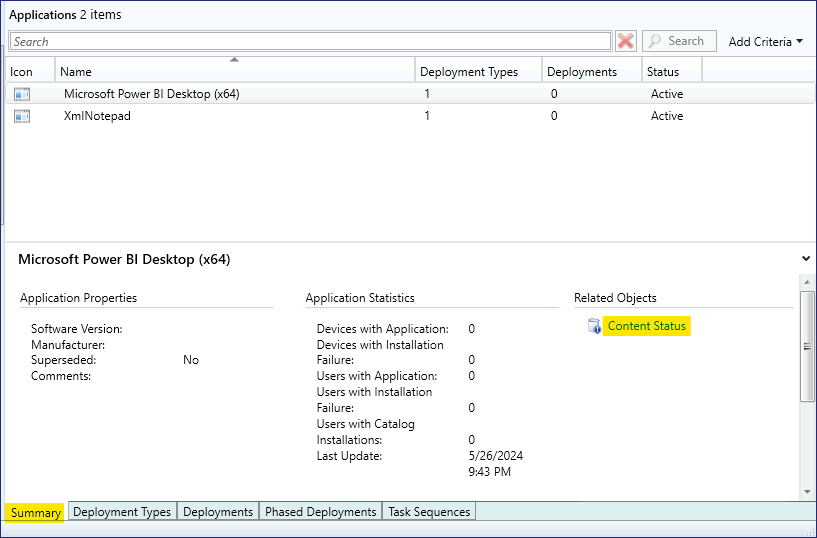 Applications 2 items
Search Search Add Criteria
Icon Name Deployment Types Deployments Status
Microsoft Power BI Desktop (x64) 1 0 Active
XmlNotepad 1 0 Active
Microsoft Power BI Desktop (x64)
Application Properties Application Statistics Related Objects
Software Version: Devices with Application: 0 Content Status
Manufacturer: Devices with Installation
Superseded: No Failure: 0
Comments: Users with Application: 0
Users with Installation
Failure: 0
Users with Catalog
Installations: 0
Last Update: 5/26/2024
9:43 PM
Summary Deployment Types Deployments Phased Deployments Task Sequences